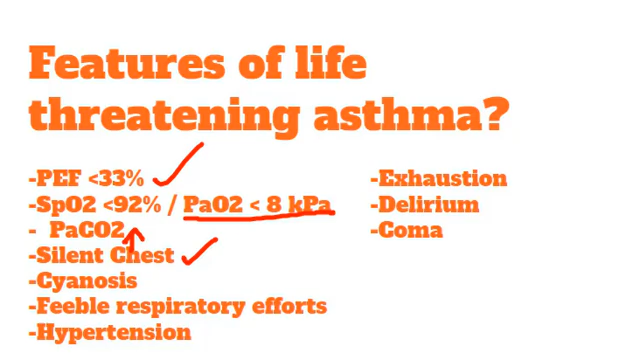 Features of life
threatening asthma?
-PEF <33%
-SpO2 <92% / PaO2 < 8 kPa
- PaCO2
-Silent Chest
-Cyanosis
-Feeble respiratory efforts
-Hypertension
-Exhaustion
-Delirium
-Coma